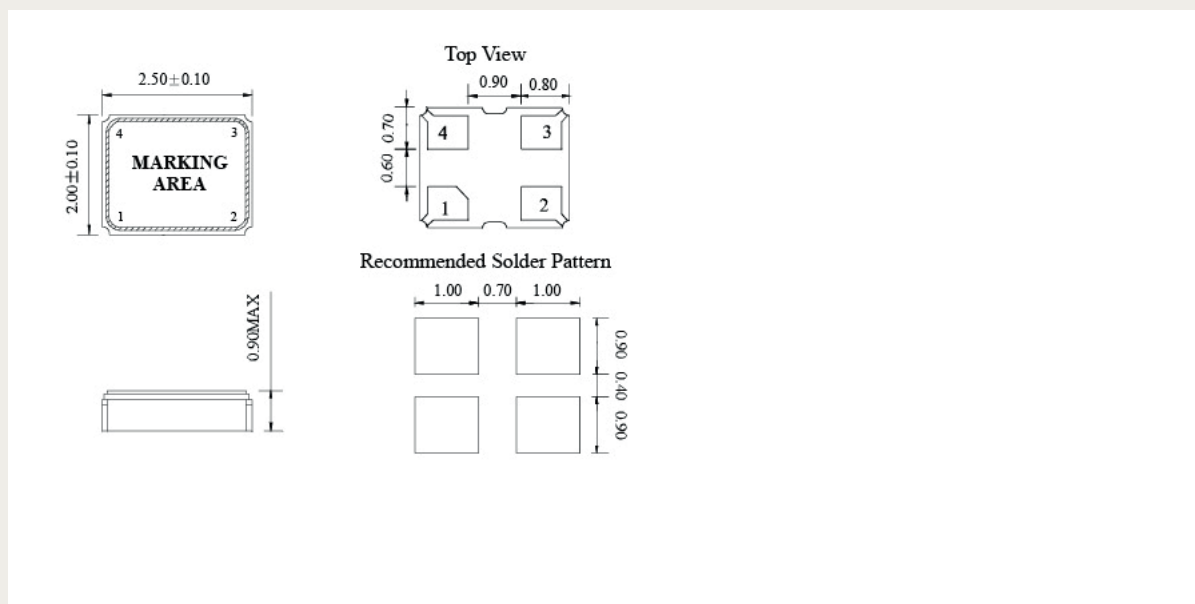 2.50±0.10
4 3
MARKING
AREA
1 2
2.00±0.10
0.90MAX
Top View
0.90 0.80
0.70
0.60
4 3
1 2
Recommended Solder Pattern
1.00 0.70 1.00
0.90
0.40
0.90